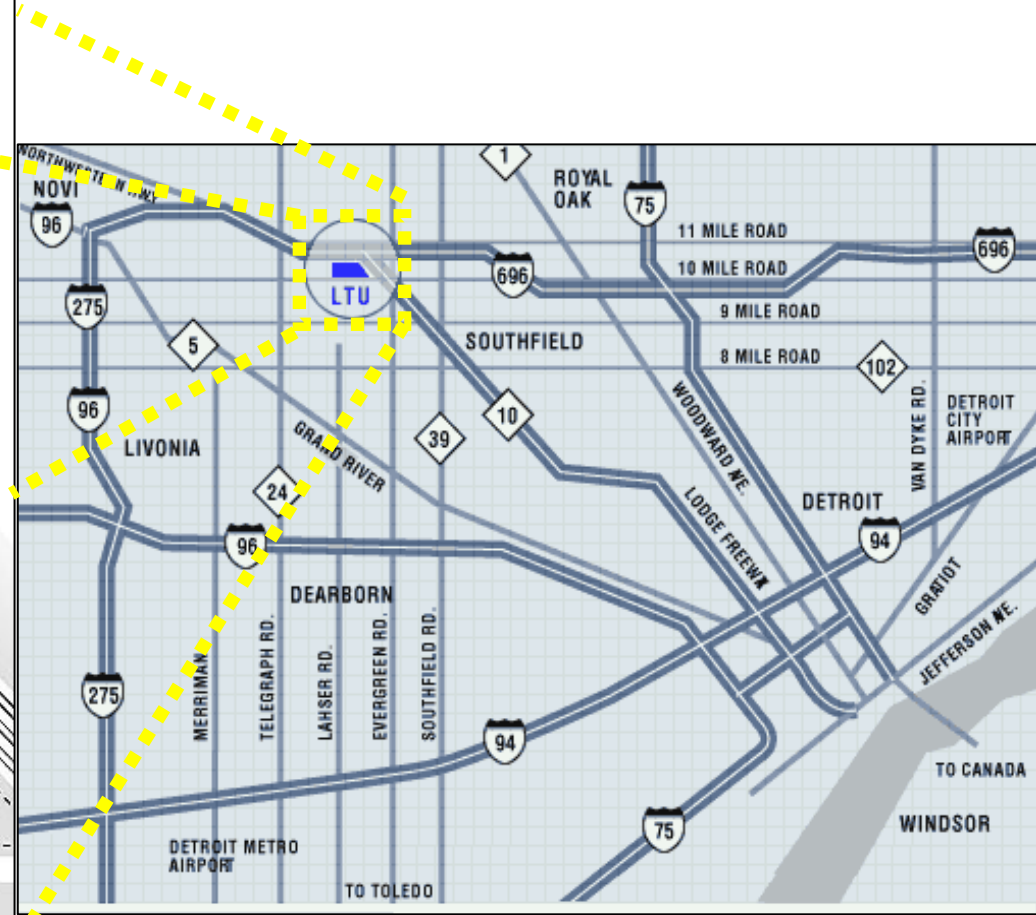 NORTHWESTERN HWY
NOVI
96
1
ROYAL
OAK
75
11 MILE ROAD
696
10 MILE ROAD
696
LTU
275
9 MILE ROAD
5
SOUTHFIELD
8 MILE ROAD
102
96
10
WOODWARD AVE.
VAN DYKE RD.
DETROIT
CITY
AIRPORT
LIVONIA
GRAND RIVER
39
24
LODGE FREEWAY
DETROIT
94
96
DEARBORN
GRATIOT
JEFFERSON AVE.
275
MERRIMAN
TELEGRAPH RD.
LAHSER RD.
EVERGREEN RD.
SOUTHFIELD RD.
94
TO CANADA
75
WINDSOR
DETROIT METRO
AIRPORT
TO TOLEDO